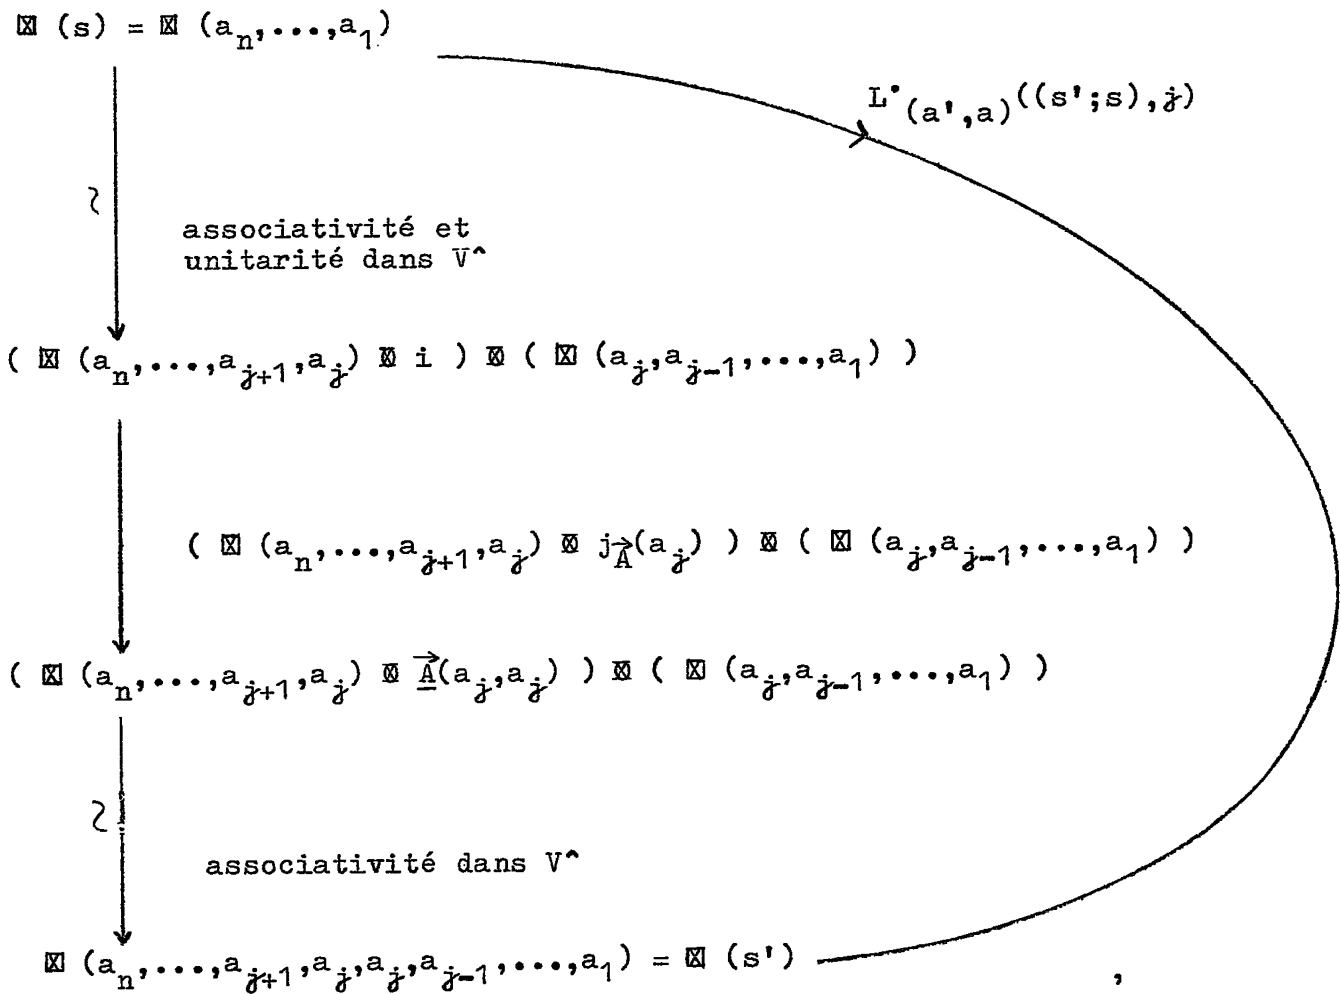 ⊠ (s) = ⊠ (a_n,...,a_1)
L°_(a',a)((s';s),j)
≀
associativité et
unitarité dans V^
( ⊠ (a_n,...,a_{j+1},a_j) ⊠ i ) ⊠ ( ⊠ (a_j,a_{j-1},...,a_1) )
( ⊠ (a_n,...,a_{j+1},a_j) ⊠ j_{A⃗}(a_j) ) ⊠ ( ⊠ (a_j,a_{j-1},...,a_1) )
( ⊠ (a_n,...,a_{j+1},a_j) ⊠ A⃗(a_j,a_j) ) ⊠ ( ⊠ (a_j,a_{j-1},...,a_1) )
≀
associativité dans V^
⊠ (a_n,...,a_{j+1},a_j,a_j,a_{j-1},...,a_1) = ⊠ (s') ,